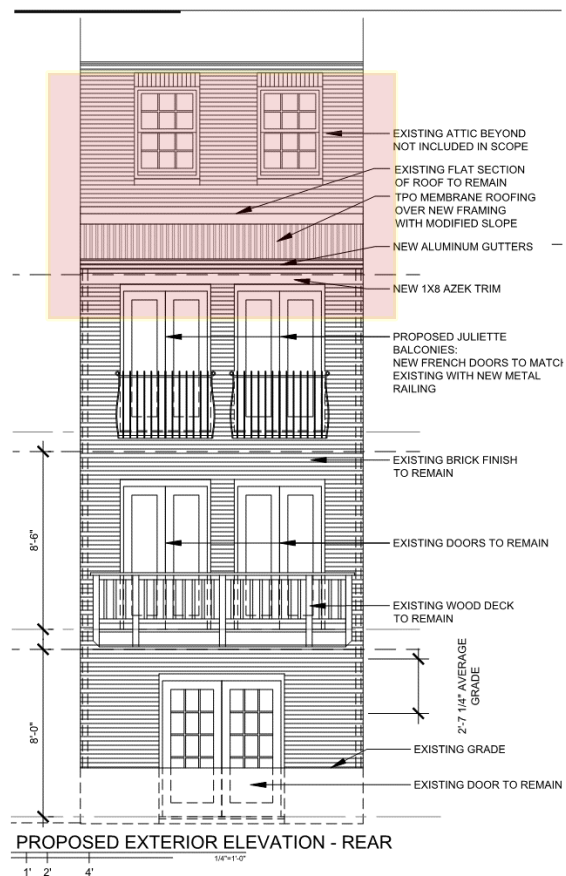 EXISTING ATTIC BEYOND
NOT INCLUDED IN SCOPE
EXISTING FLAT SECTION
OF ROOF TO REMAIN
TPO MEMBRANE ROOFING
OVER NEW FRAMING
WITH MODIFIED SLOPE
NEW ALUMINUM GUTTERS
NEW 1X8 AZEK TRIM
PROPOSED JULIETTE
BALCONIES:
NEW FRENCH DOORS TO MATCH
EXISTING WITH NEW METAL
RAILING
EXISTING BRICK FINISH
TO REMAIN
8'-6"
EXISTING DOORS TO REMAIN
EXISTING WOOD DECK
TO REMAIN
8'-0"
2'-7 1/4" AVERAGE
GRADE
EXISTING GRADE
EXISTING DOOR TO REMAIN
PROPOSED EXTERIOR ELEVATION - REAR
1/4"=1'-0"
1' 2' 4'